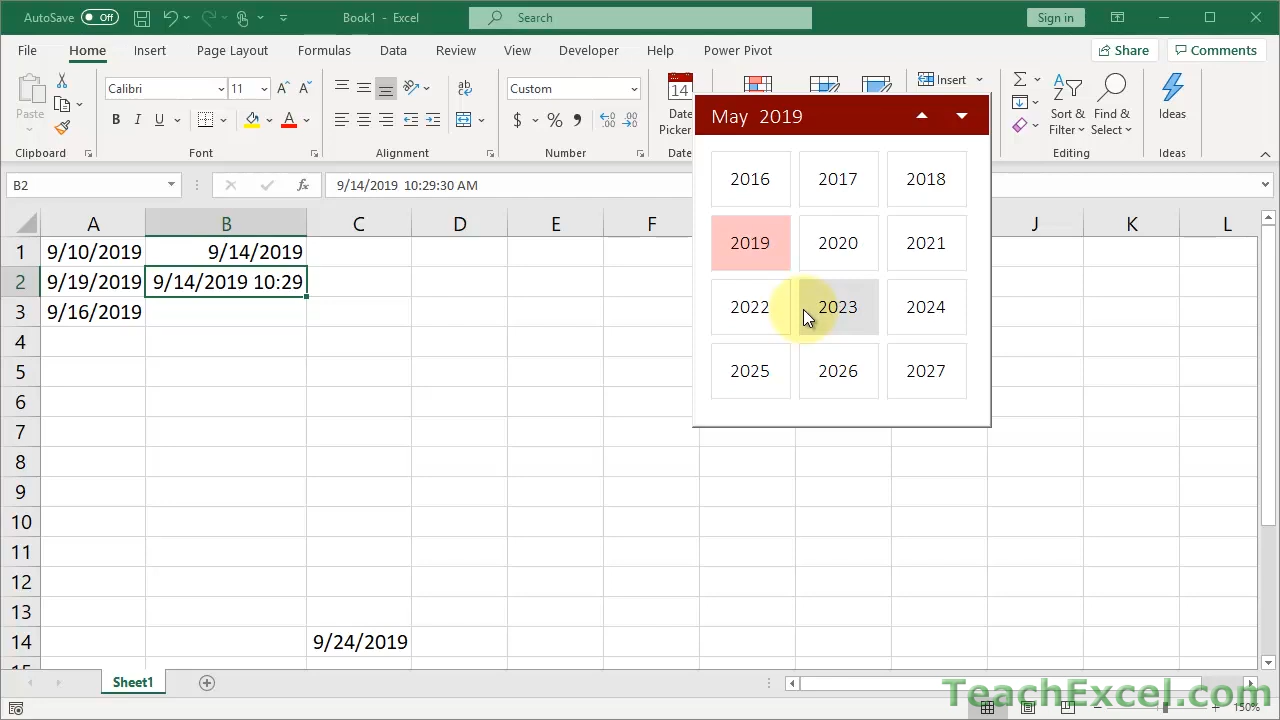 AutoSave Off Book1 - Excel Search Sign in
File Home Insert Page Layout Formulas Data Review View Developer Help Power Pivot Share Comments
Paste
Clipboard
Calibri 11
B I U A
Font
ab
Alignment
Custom
$ % 9
Number
14
Date
Picker
Date
Insert
Sort &
Filter
Find &
Select
Editing
Ideas
Ideas
B2 fx 9/14/2019 10:29:30 AM
May 2019
2016 2017 2018
2019 2020 2021
2022 2023 2024
2025 2026 2027
A B C D E F J K L
1 9/10/2019 9/14/2019
2 9/19/2019 9/14/2019 10:29
3 9/16/2019
4
5
6
7
8
9
10
11
12
13
14 9/24/2019
Sheet1
TeachExcel.com
150%